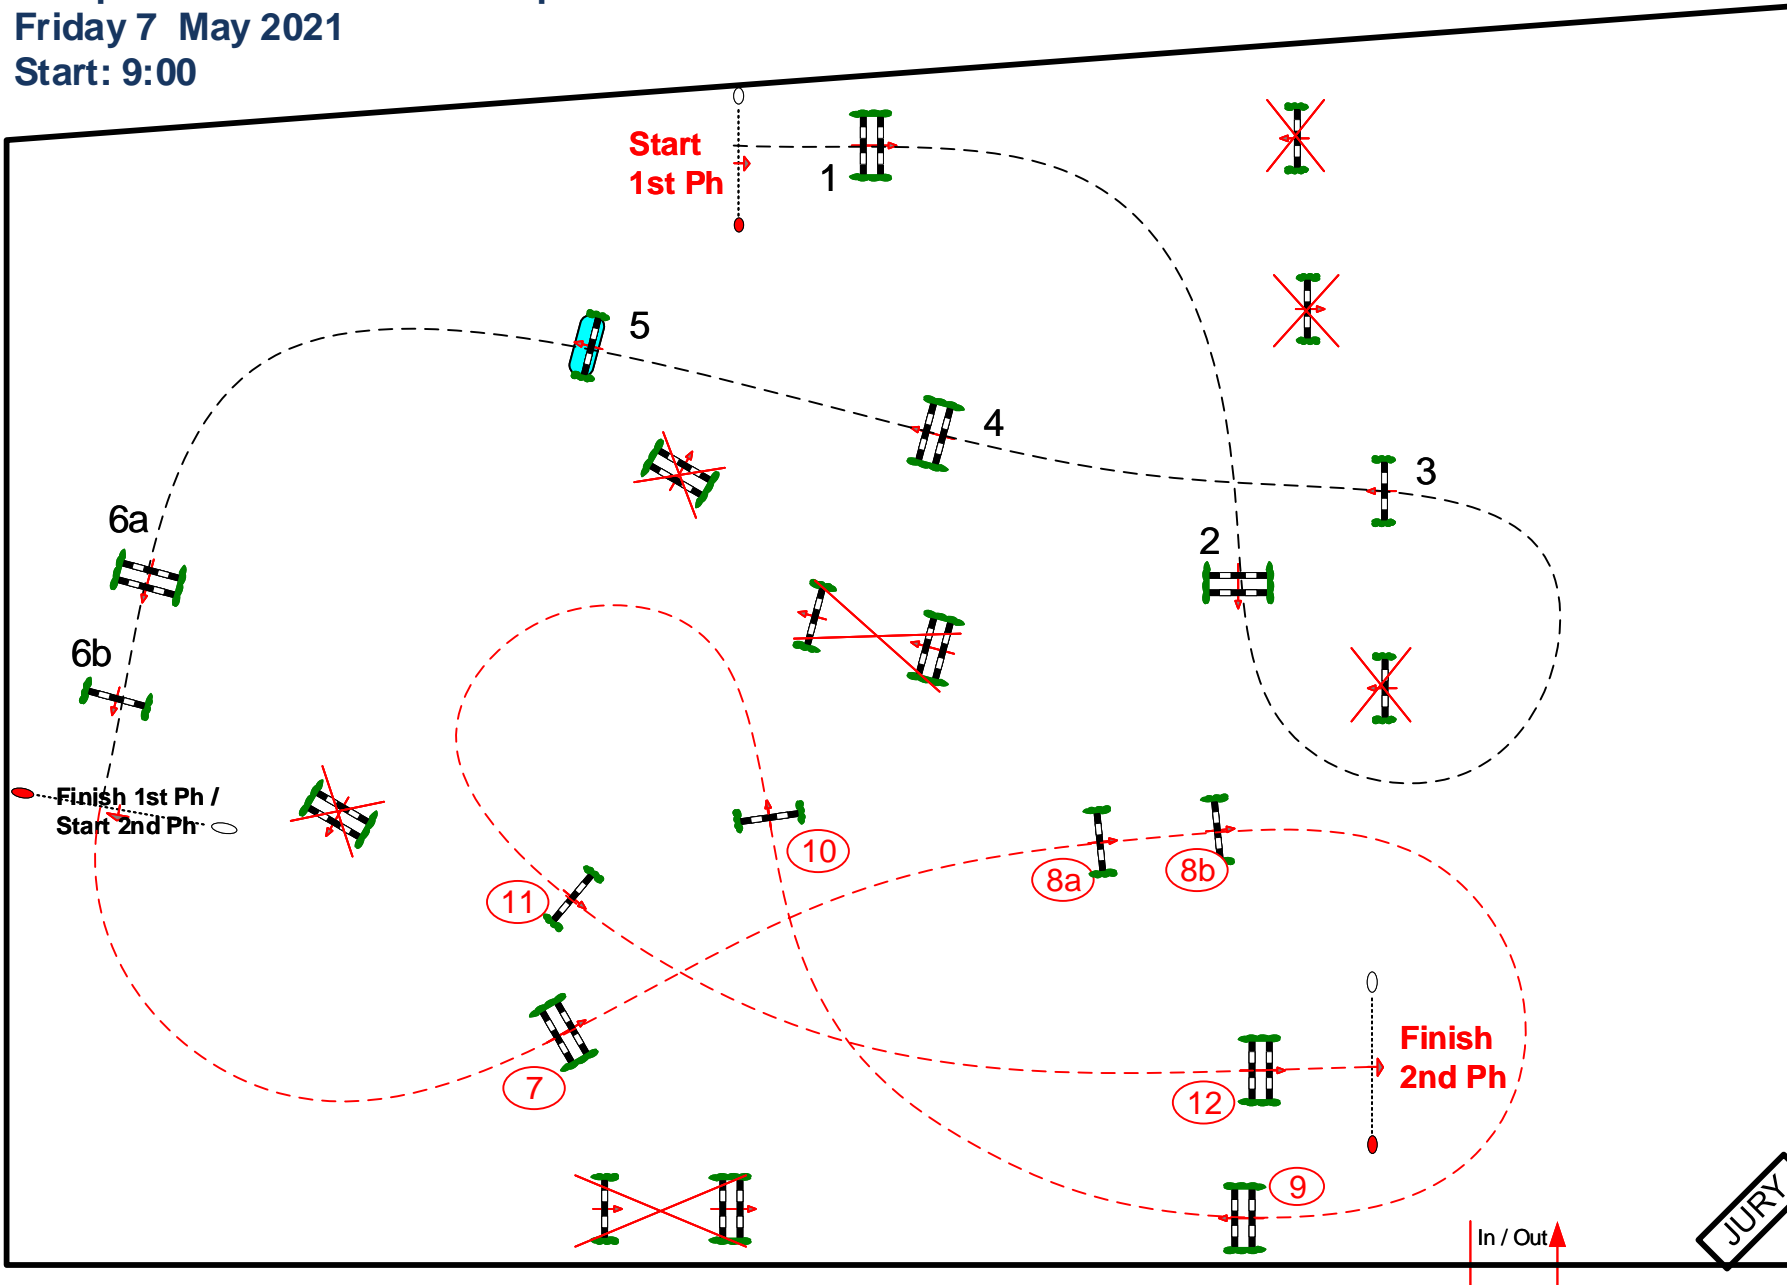 Friday 7 May 2021
Start: 9:00
Start
1st Ph
1
5
4
3
6a
2
6b
Finish 1st Ph /
Start 2nd Ph
10
8a
8b
11
7
12
Finish
2nd Ph
9
In / Out
JURY